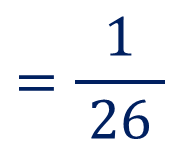 = 1/26